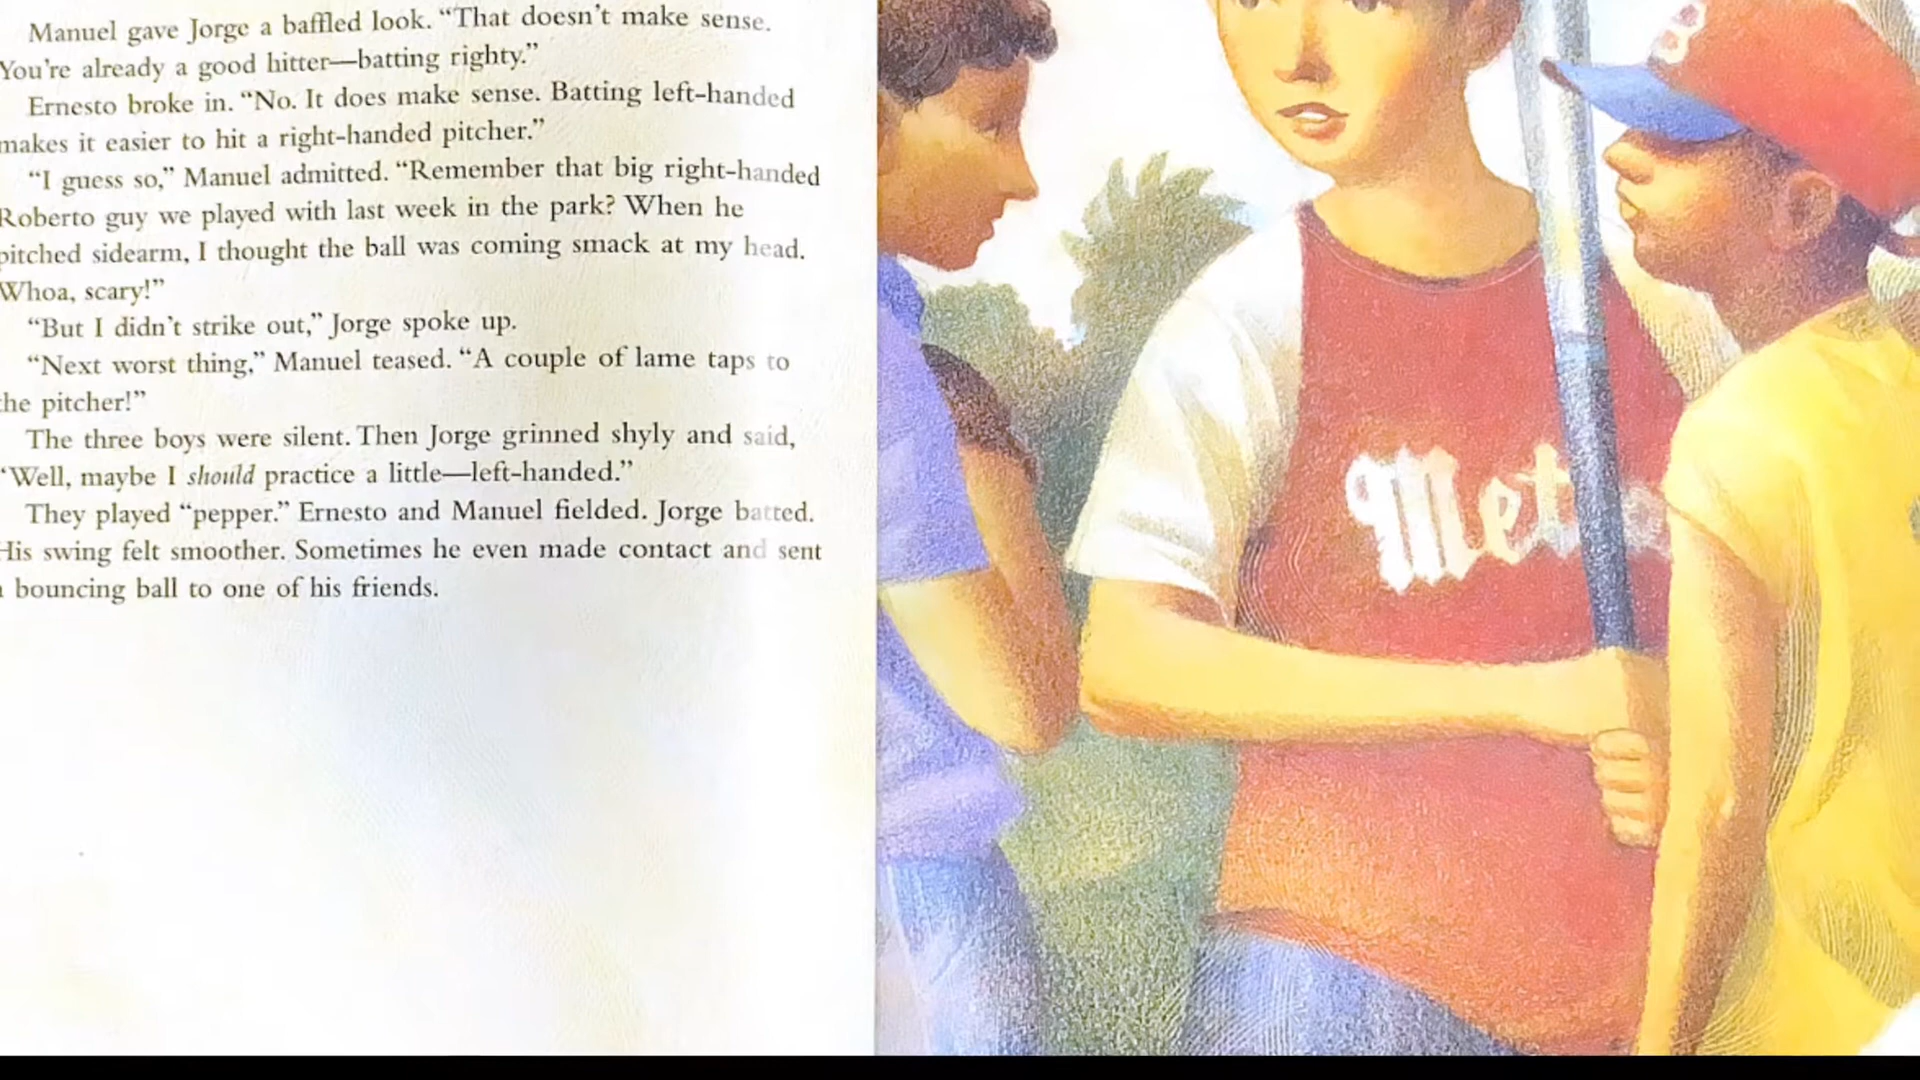 Manuel gave Jorge a baffled look. “That doesn’t make sense.
You’re already a good hitter—batting righty.”
Ernesto broke in. “No. It does make sense. Batting left-handed
makes it easier to hit a right-handed pitcher.”
“I guess so,” Manuel admitted. “Remember that big right-handed
Roberto guy we played with last week in the park? When he
pitched sidearm, I thought the ball was coming smack at my head.
Whoa, scary!”
“But I didn’t strike out,” Jorge spoke up.
“Next worst thing,” Manuel teased. “A couple of lame taps to
the pitcher!”
The three boys were silent. Then Jorge grinned shyly and said,
“Well, maybe I should practice a little—left-handed.”
They played “pepper.” Ernesto and Manuel fielded. Jorge batted.
His swing felt smoother. Sometimes he even made contact and sent
a bouncing ball to one of his friends.
B
Met